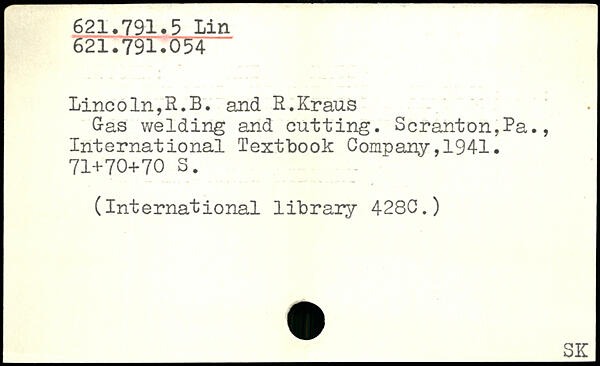 621.791.5 Lin
621.791.054
Lincoln,R.B. and R.Kraus
Gas welding and cutting. Scranton,Pa.,
International Textbook Company,1941.
71+70+70 S.
(International library 428C.)
SK